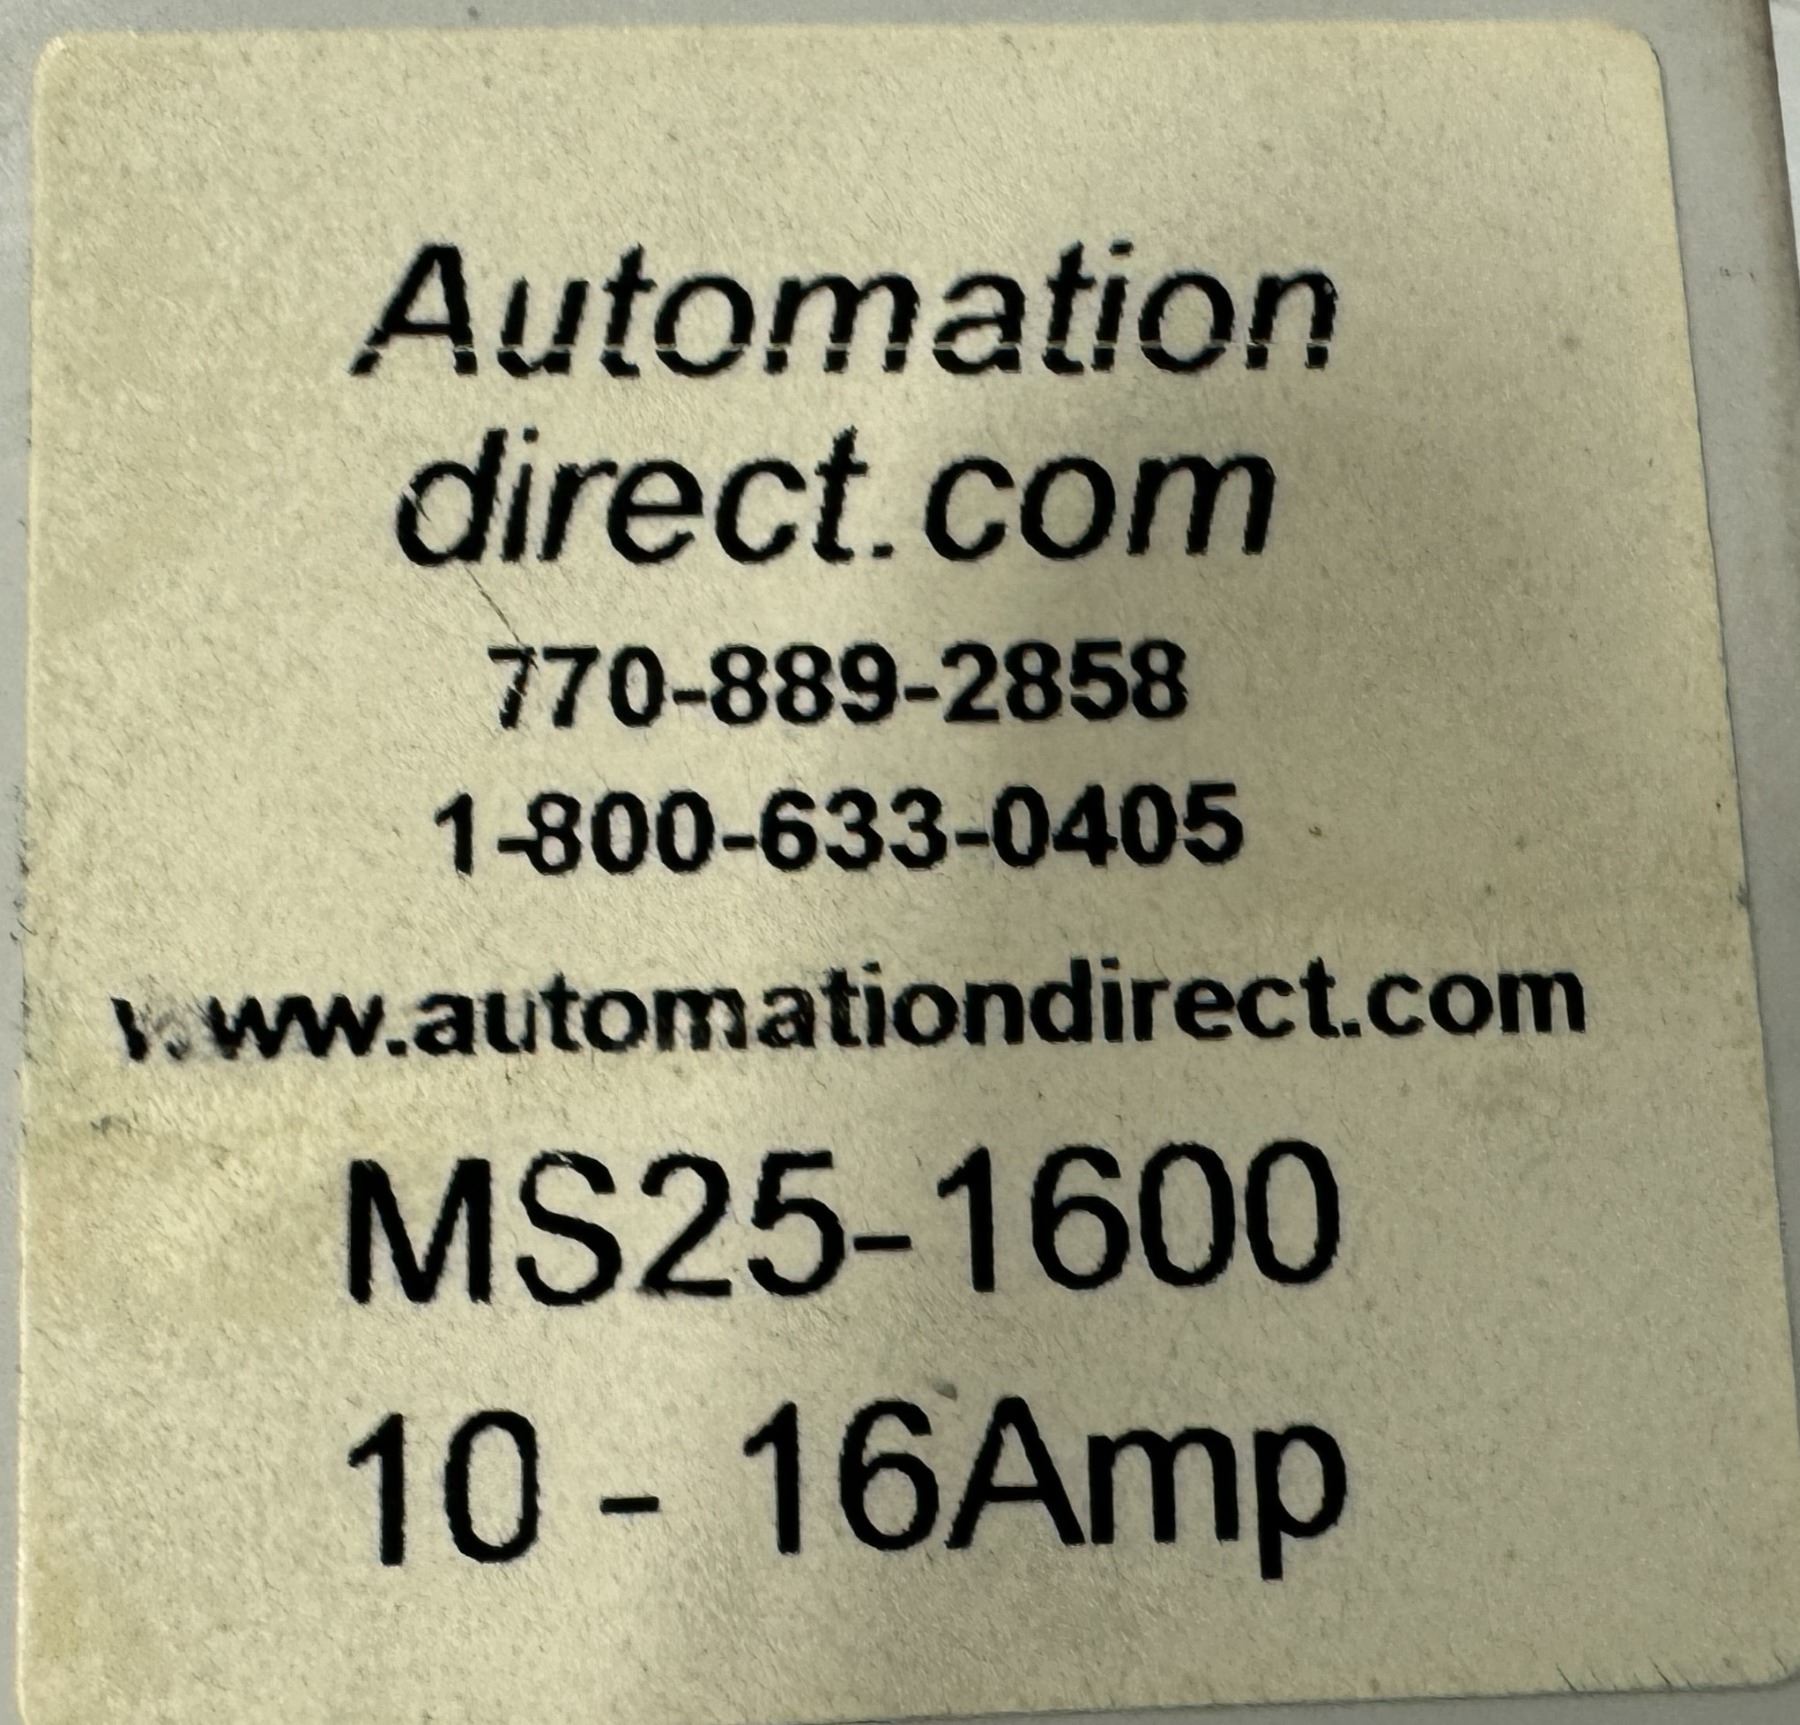 Automation
direct.com
770-889-2858
1-800-633-0405
www.automationdirect.com
MS25-1600
10 - 16Amp